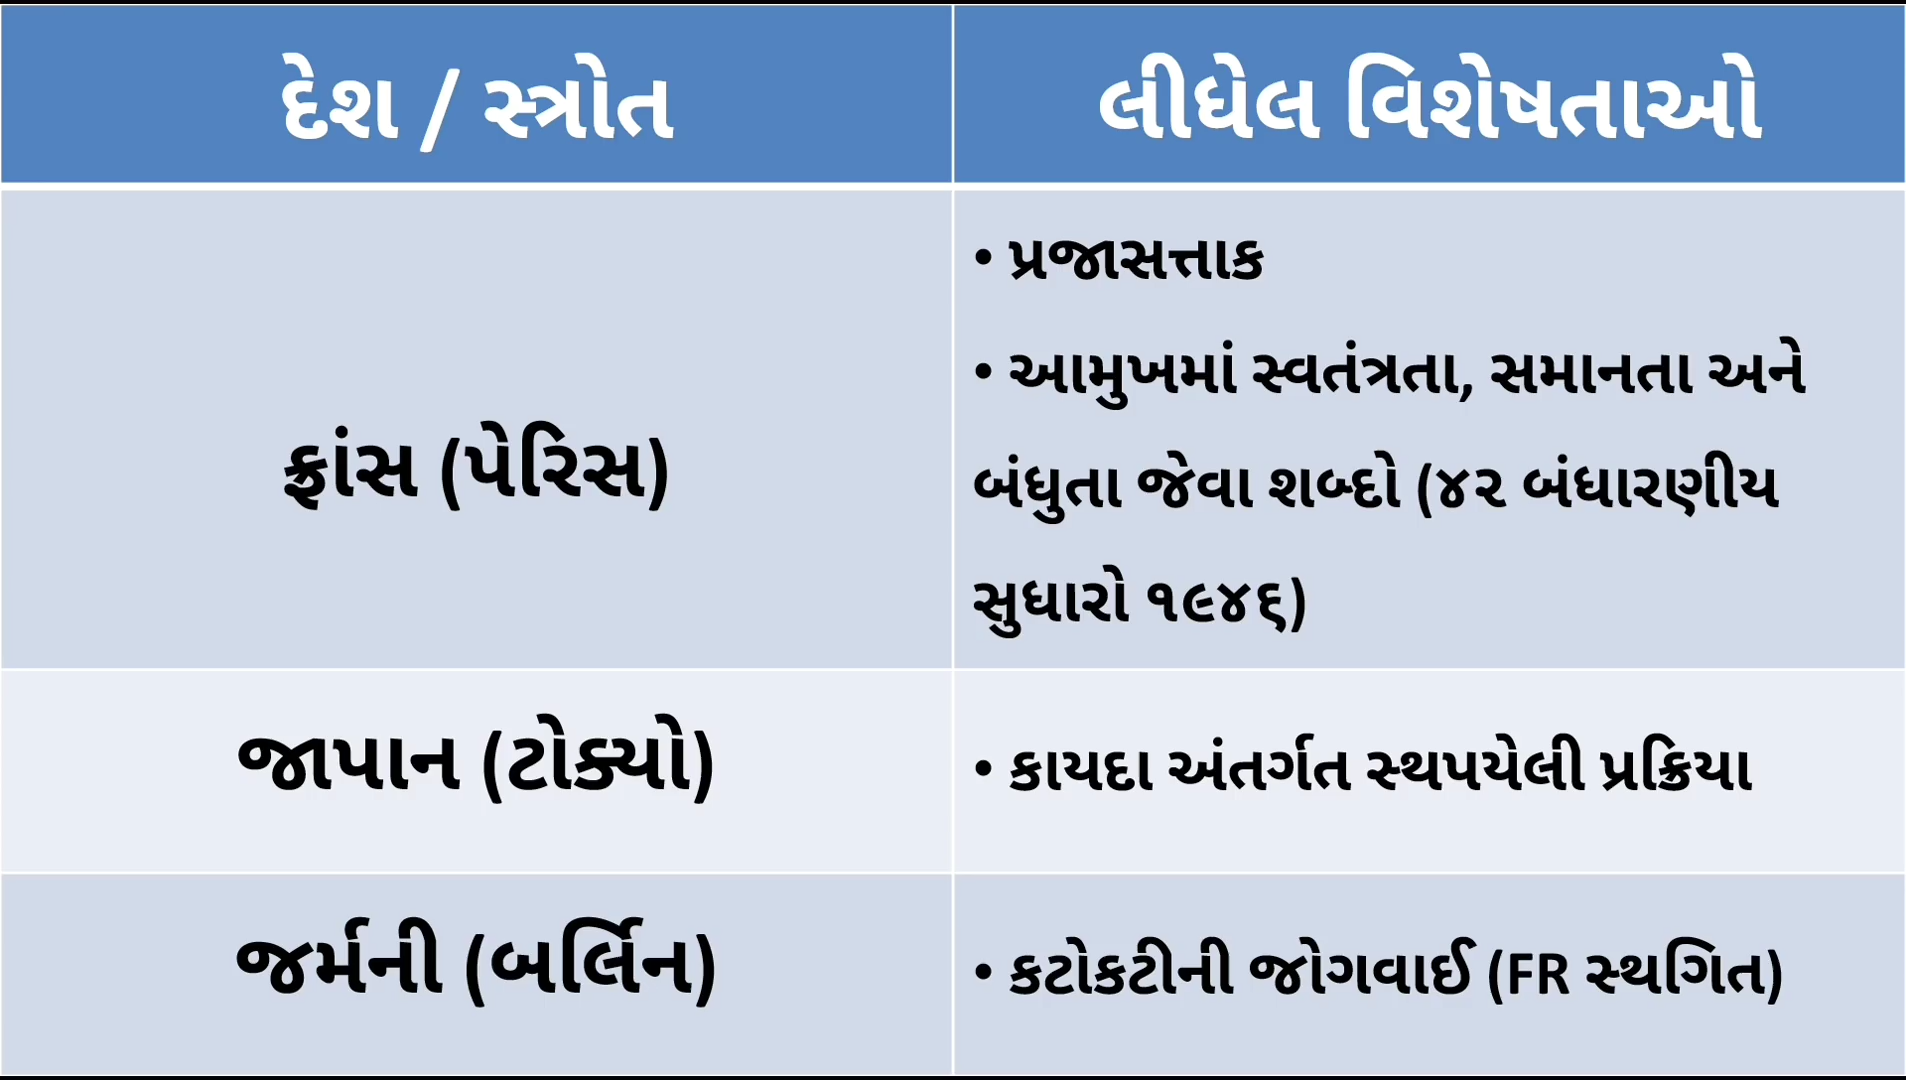 દેશ / સ્ત્રોત
લીધેલ વિશેષતાઓ
ફ્રાંસ (પેરિસ)
• પ્રજાસત્તાક
• આમુખમાં સ્વતંત્રતા, સમાનતા અને
બંધુતા જેવા શબ્દો (૪૨ બંધારણીય
સુધારો ૧૯૪૬)
જાપાન (ટોક્યો)
• કાયદા અંતર્ગત સ્થપયેલી પ્રક્રિયા
જર્મની (બર્લિન)
• કટોકટીની જોગવાઈ (FR સ્થગિત)